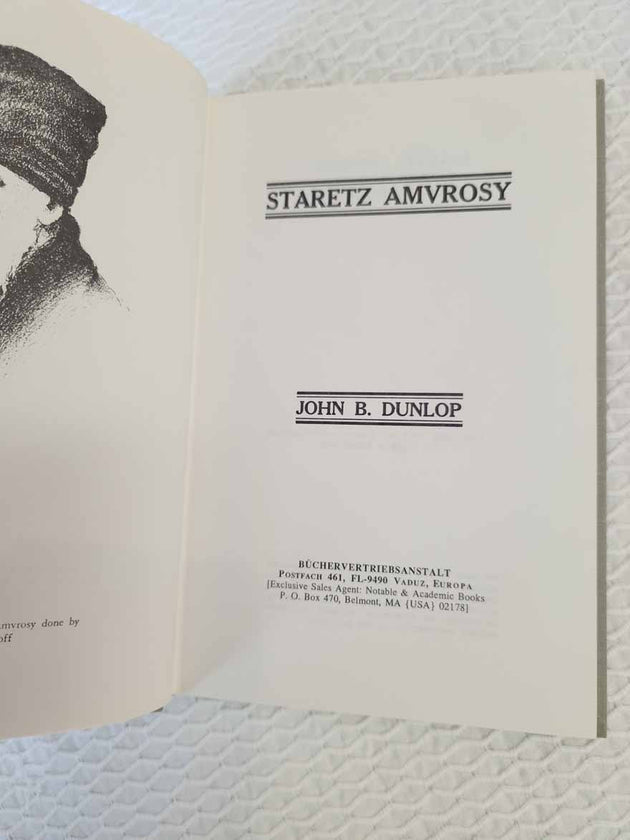 STARETZ AMVROSY
JOHN B. DUNLOP
BÜCHERVERTRIEBSANSTALT
POSTFACH 461, FL-9490 VADUZ, EUROPA
[Exclusive Sales Agent: Notable & Academic Books
P. O. Box 470, Belmont, MA {USA} 02178]
mvrosy done by
off